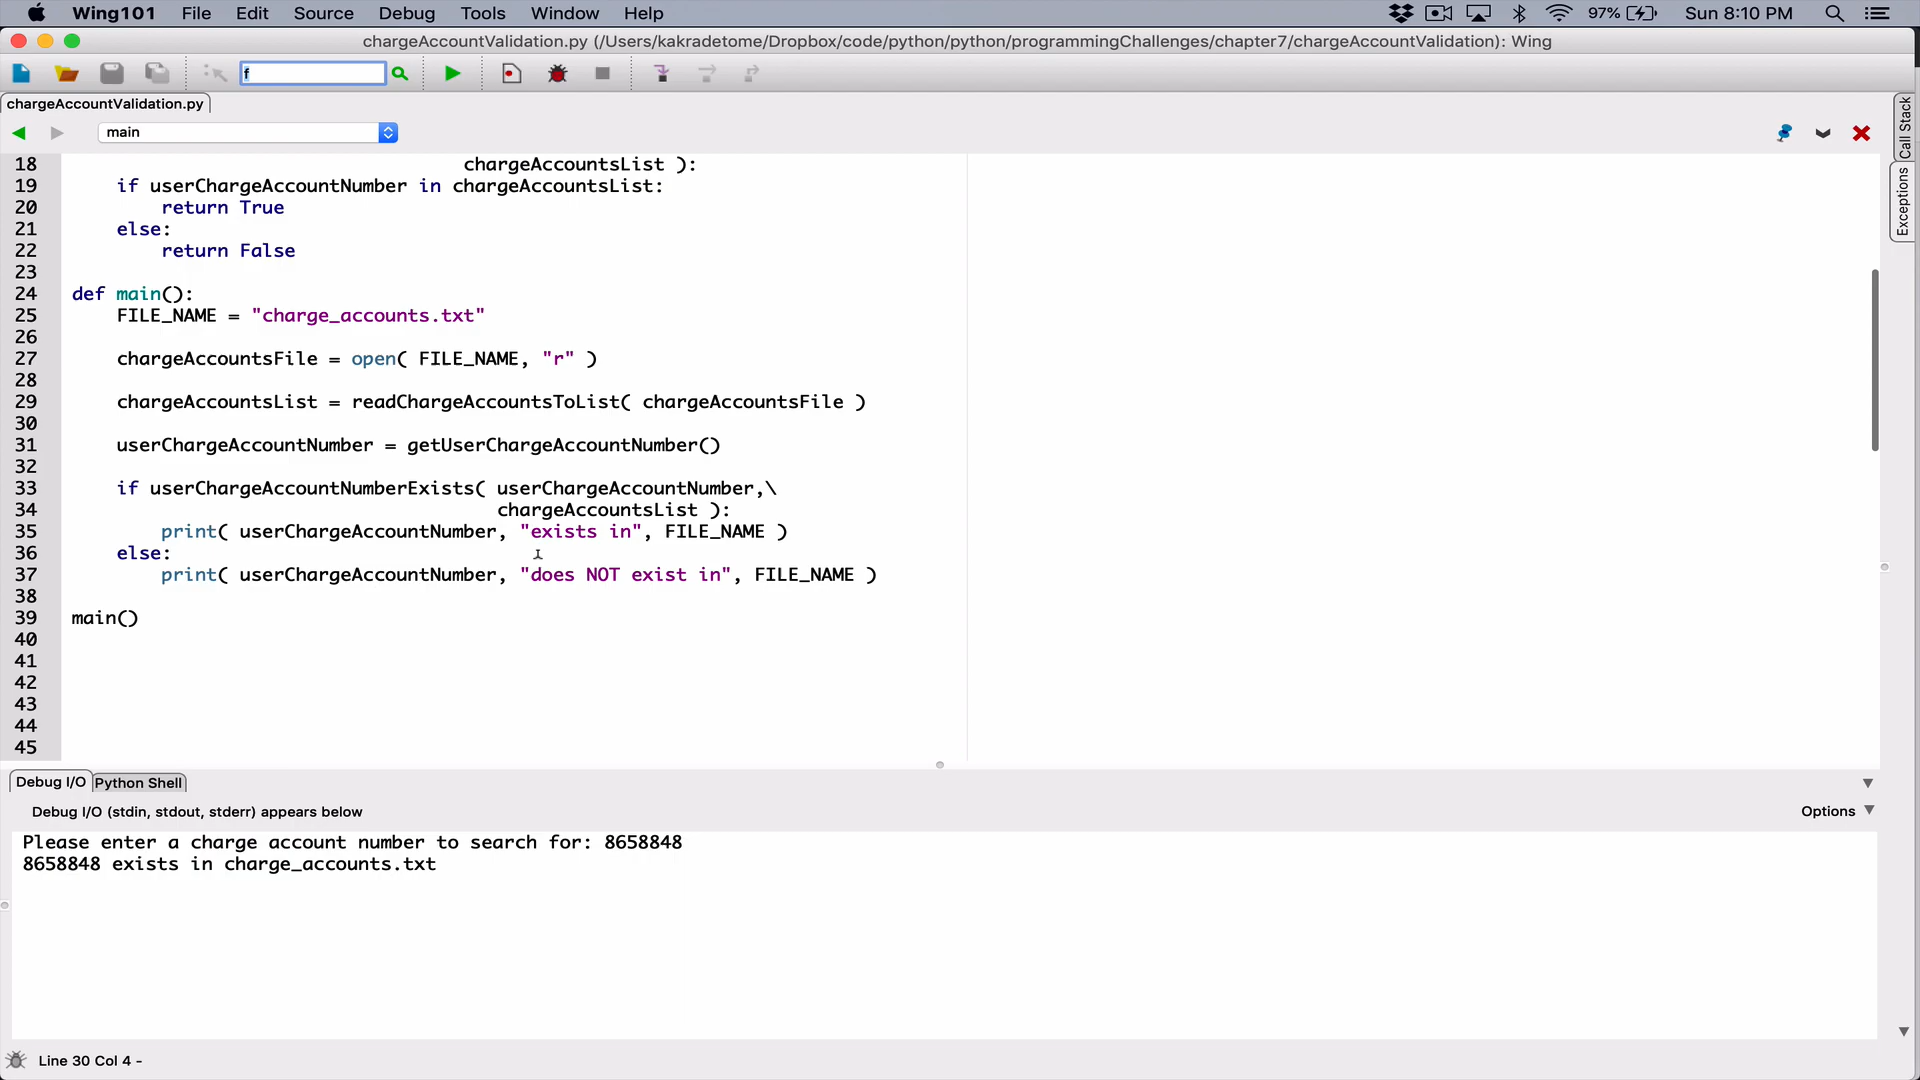 Wing101 File Edit Source Debug Tools Window Help 97% Sun 8:10 PM
chargeAccountValidation.py (/Users/kakradetome/Dropbox/code/python/python/programmingChallenges/chapter7/chargeAccountValidation): Wing
f
chargeAccountValidation.py
main
Call Stack
Exceptions
18 chargeAccountsList ):
19 if userChargeAccountNumber in chargeAccountsList:
20 return True
21 else:
22 return False
23
24 def main():
25 FILE_NAME = "charge_accounts.txt"
26
27 chargeAccountsFile = open( FILE_NAME, "r" )
28
29 chargeAccountsList = readChargeAccountsToList( chargeAccountsFile )
30
31 userChargeAccountNumber = getUserChargeAccountNumber()
32
33 if userChargeAccountNumberExists( userChargeAccountNumber,\
34 chargeAccountsList ):
35 print( userChargeAccountNumber, "exists in", FILE_NAME )
36 else:
37 print( userChargeAccountNumber, "does NOT exist in", FILE_NAME )
38
39 main()
40
41
42
43
44
45
Debug I/O Python Shell
Debug I/O (stdin, stdout, stderr) appears below Options
Please enter a charge account number to search for: 8658848
8658848 exists in charge_accounts.txt
Line 30 Col 4 -